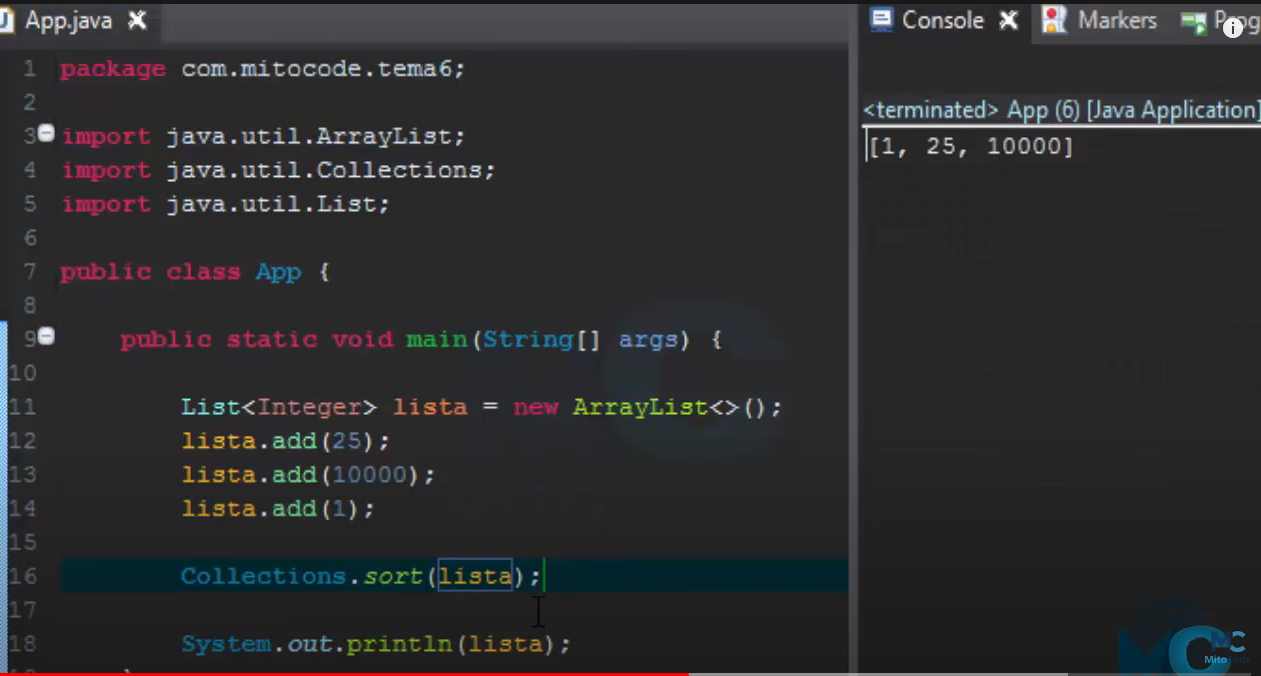 App.java
1 package com.mitocode.tema6;
2
3 import java.util.ArrayList;
4 import java.util.Collections;
5 import java.util.List;
6
7 public class App {
8
9 public static void main(String[] args) {
10
11 List<Integer> lista = new ArrayList<>();
12 lista.add(25);
13 lista.add(10000);
14 lista.add(1);
15
16 Collections.sort(lista);
17
18 System.out.println(lista);
Console Markers Prog
<terminated> App (6) [Java Application]
[1, 25, 10000]
MC
MitoCode